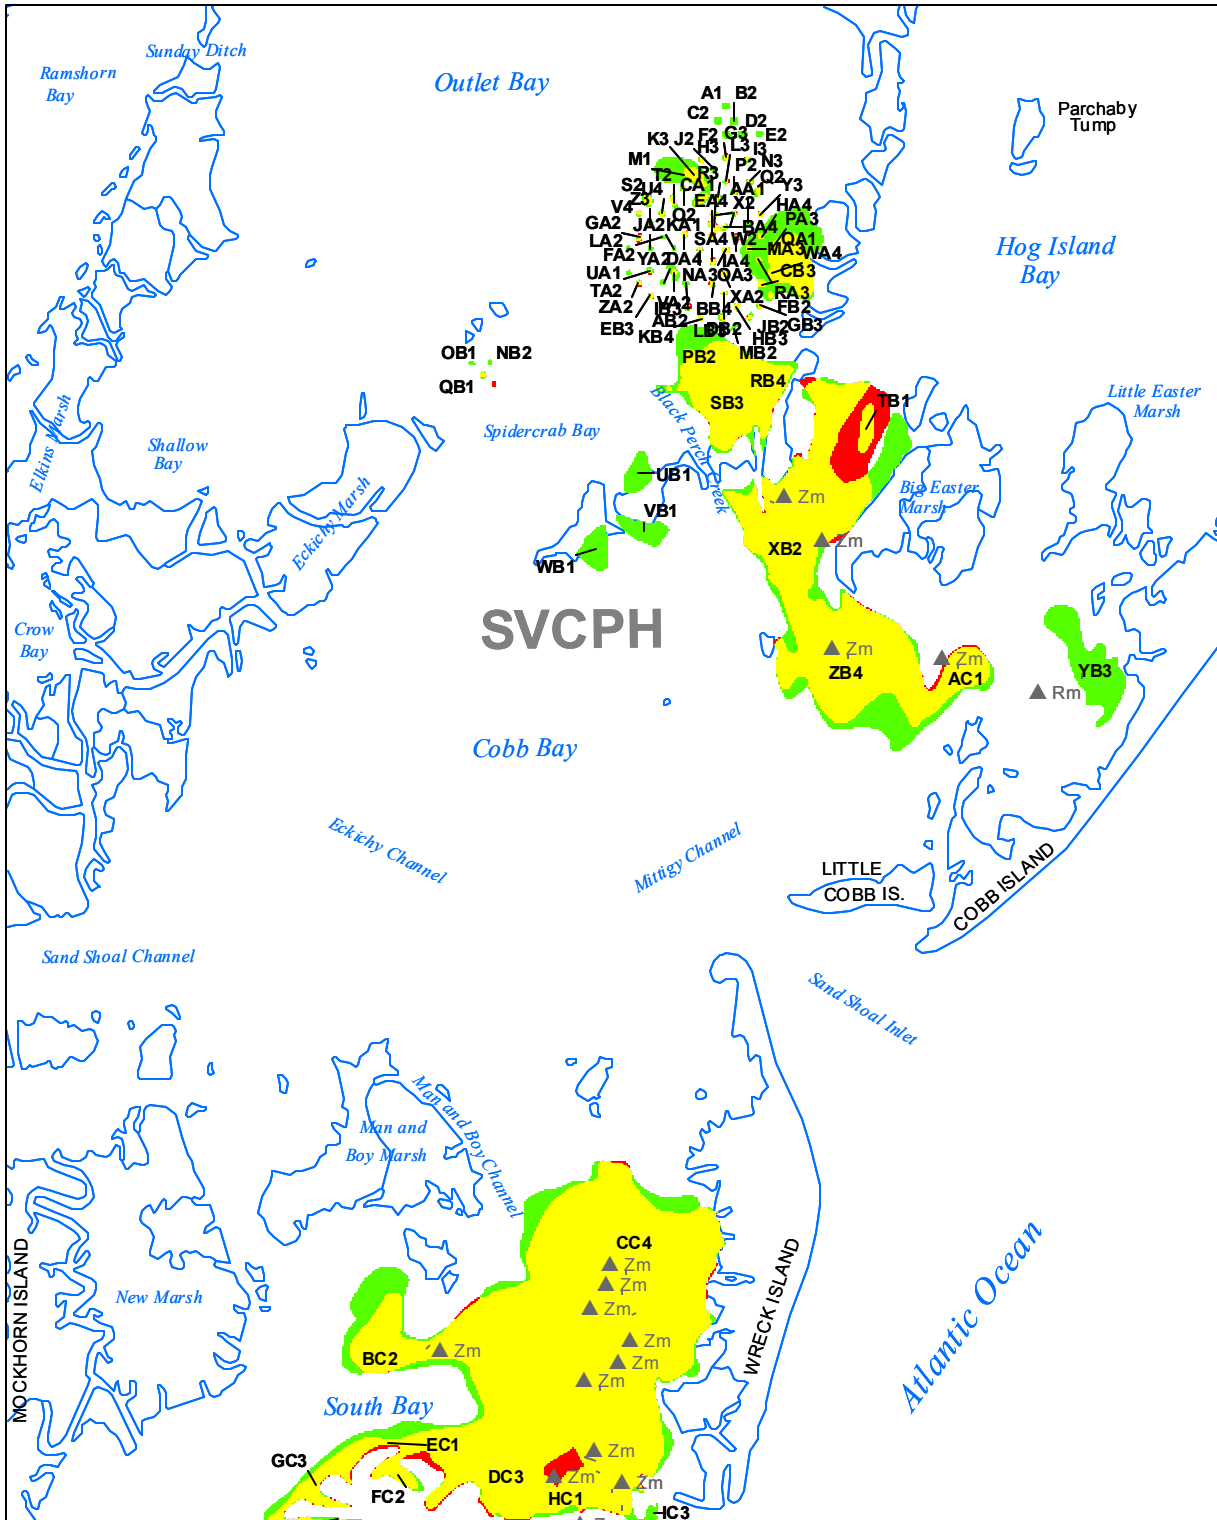 Sunday Ditch
Ramshorn
Bay
Outlet Bay
Parchaby
Tump
A1
B2
C2
D2
E2
F2
G3
K3
J2
H3
L3
I3
M1
T2
R3
P2
N3
Q2
S2
U4
CA1
AA1
Y3
Z3
EA4
X2
HA4
V4
O2
PA3
GA2
JA2
KA1
BA4
LA2
SA4
W2
QA1
MA3
WA4
FA2
YA2
DA4
IA4
UA1
NA3
OA3
CB3
TA2
RA3
ZA2
VA2
IB3
BB4
XA2
FB2
EB3
AB2
JB2
GB3
KB4
HB3
MB2
PB2
OB1
NB2
QB1
RB4
SB3
TB1
Hog Island
Bay
Little Easter
Marsh
Elkins Marsh
Shallow
Bay
Spidercrab Bay
Black Perch Creek
UB1
Zm
Big Easter
Marsh
Eckichy Marsh
VB1
XB2
Zm
WB1
SVCPH
Crow
Bay
Zm
ZB4
Zm
AC1
YB3
Rm
Cobb Bay
Eckichy Channel
Mittigy Channel
LITTLE
COBB IS.
COBB ISLAND
Sand Shoal Channel
Sand Shoal Inlet
Man and Boy Channel
Man and
Boy Marsh
CC4
Zm
Zm
Zm
Zm
Zm
Zm
MOCKHORN ISLAND
New Marsh
WRECK ISLAND
Atlantic Ocean
BC2
Zm
South Bay
EC1
GC3
Zm
DC3
Zm
Zm
FC2
HC1
IC3